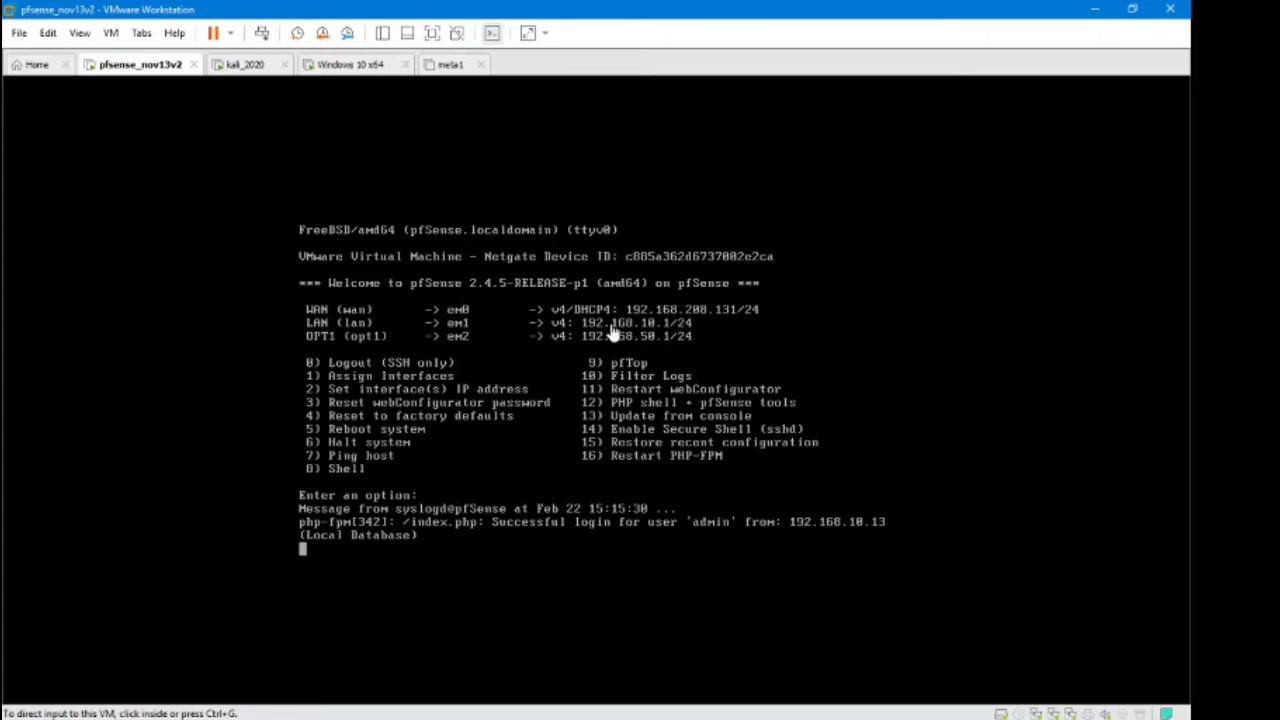 pfsense_nov13v2 - VMware Workstation
File Edit View VM Tabs Help
Home pfsense_nov13v2 kali_2020 Windows 10 x64 meta1
FreeBSD/amd64 (pfSense.localdomain) (ttyv0)
VMware Virtual Machine - Netgate Device ID: c885a362d6737002e2ca
*** Welcome to pfSense 2.4.5-RELEASE-p1 (amd64) on pfSense ***
WAN (wan) -> em0 -> v4/DHCP4: 192.168.208.131/24
LAN (lan) -> em1 -> v4: 192.168.10.1/24
OPT1 (opt1) -> em2 -> v4: 192.168.50.1/24
0) Logout (SSH only) 9) pfTop
1) Assign Interfaces 10) Filter Logs
2) Set interface(s) IP address 11) Restart webConfigurator
3) Reset webConfigurator password 12) PHP shell + pfSense tools
4) Reset to factory defaults 13) Update from console
5) Reboot system 14) Enable Secure Shell (sshd)
6) Halt system 15) Restore recent configuration
7) Ping host 16) Restart PHP-FPM
8) Shell
Enter an option:
Message from syslogd@pfSense at Feb 22 15:15:30 ...
php-fpm[342]: /index.php: Successful login for user 'admin' from: 192.168.10.13
(Local Database)
To direct input to this VM, click inside or press Ctrl+G.